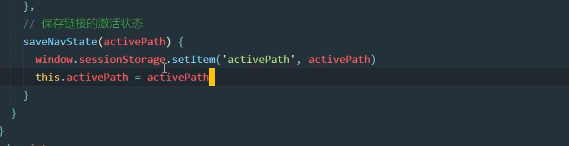 },
// 保存链接的激活状态
saveNavState(activePath) {
window.sessionStorage.setItem('activePath', activePath)
this.activePath = activePath
}
}
}